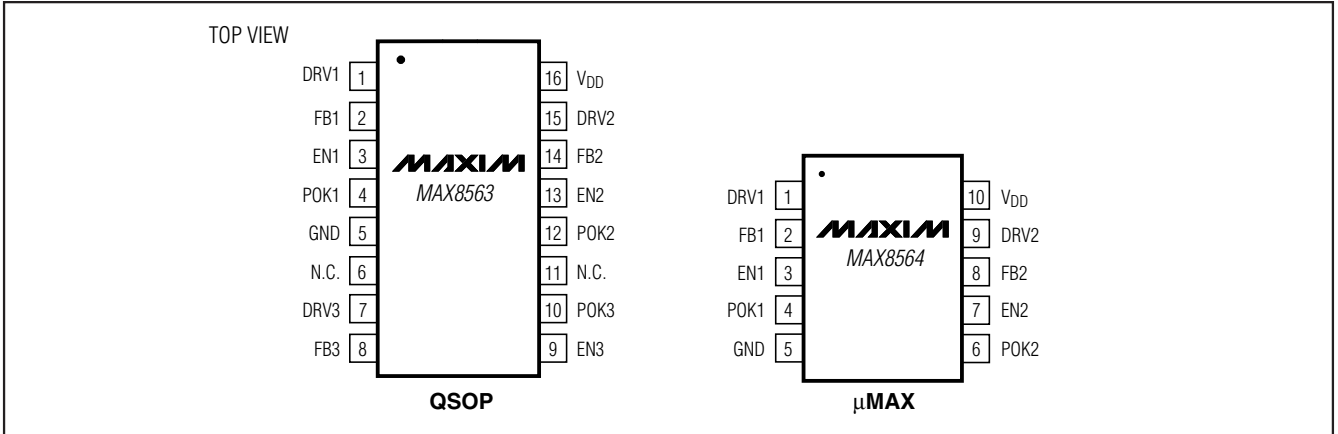 TOP VIEW
DRV1 1
FB1 2
EN1 3
POK1 4
GND 5
N.C. 6
DRV3 7
FB3 8
16 VDD
15 DRV2
14 FB2
13 EN2
12 POK2
11 N.C.
10 POK3
9 EN3
MAXIM
MAX8563
QSOP
DRV1 1
FB1 2
EN1 3
POK1 4
GND 5
10 VDD
9 DRV2
8 FB2
7 EN2
6 POK2
MAXIM
MAX8564
μMAX